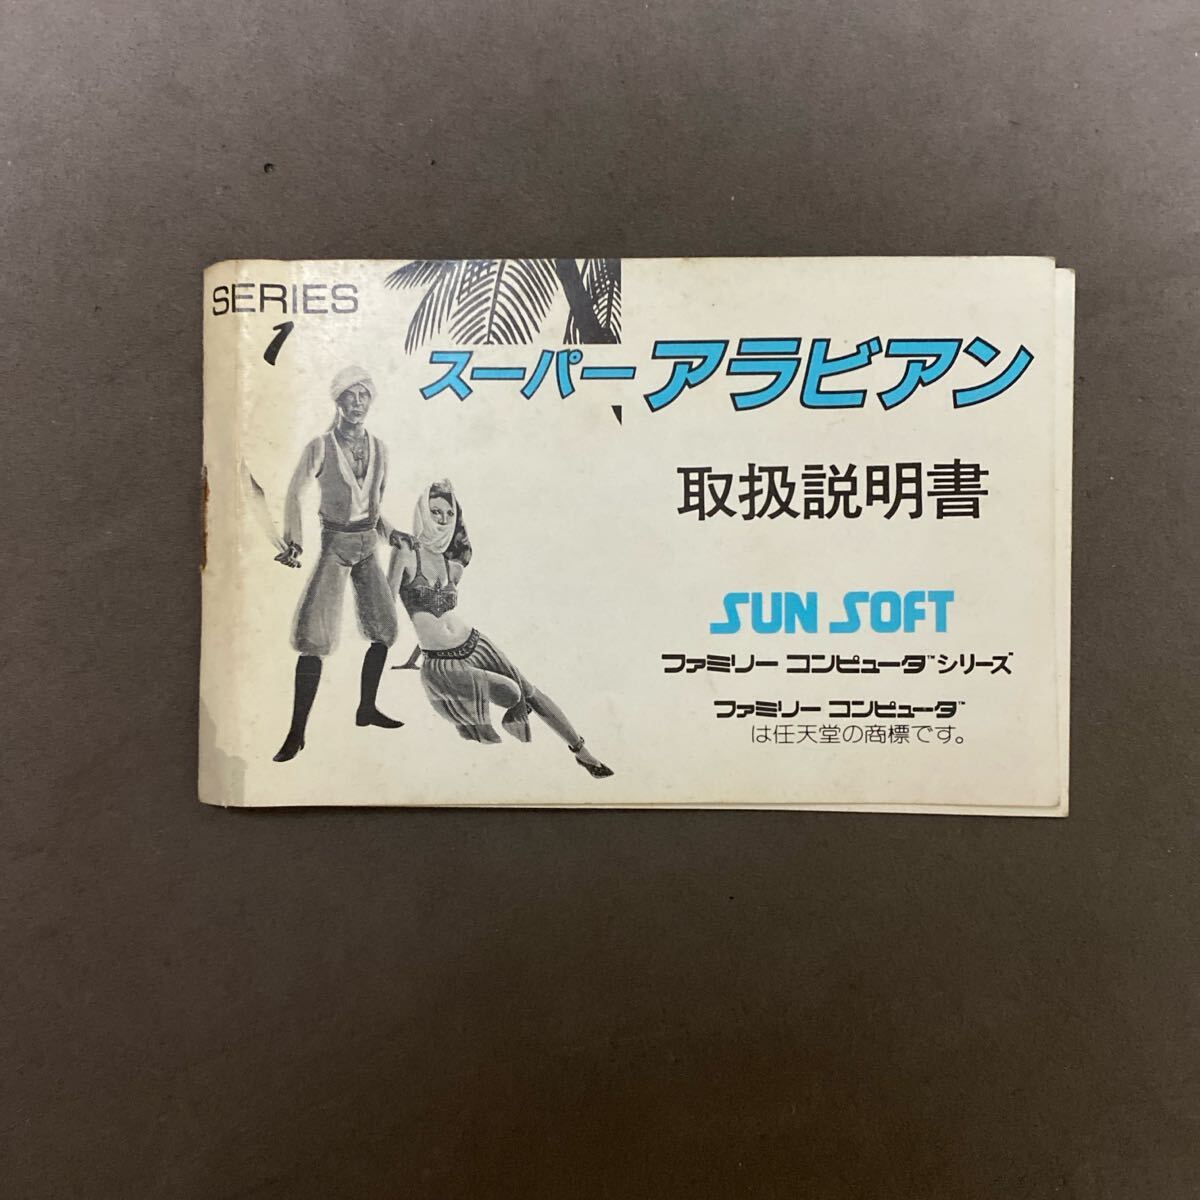 SERIES
1
スーパーアラビアン
取扱説明書
SUN SOFT
ファミリー コンピュータ™シリーズ
ファミリー コンピュータ™
は任天堂の商標です。